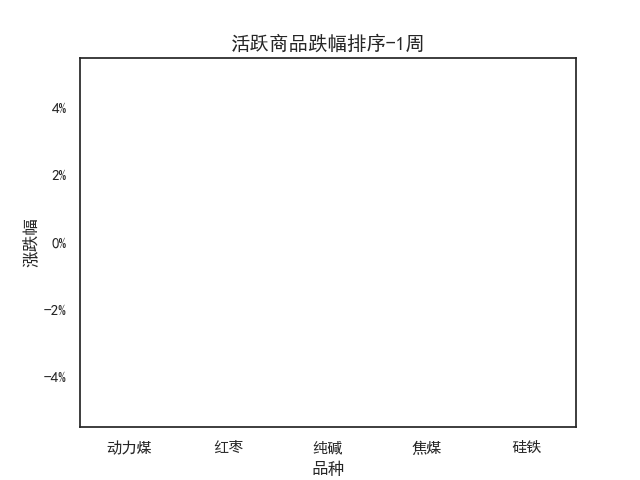 活跃商品跌幅排序-1周
涨跌幅
4%
2%
0%
-2%
-4%
动力煤 红枣 纯碱 焦煤 硅铁
品种